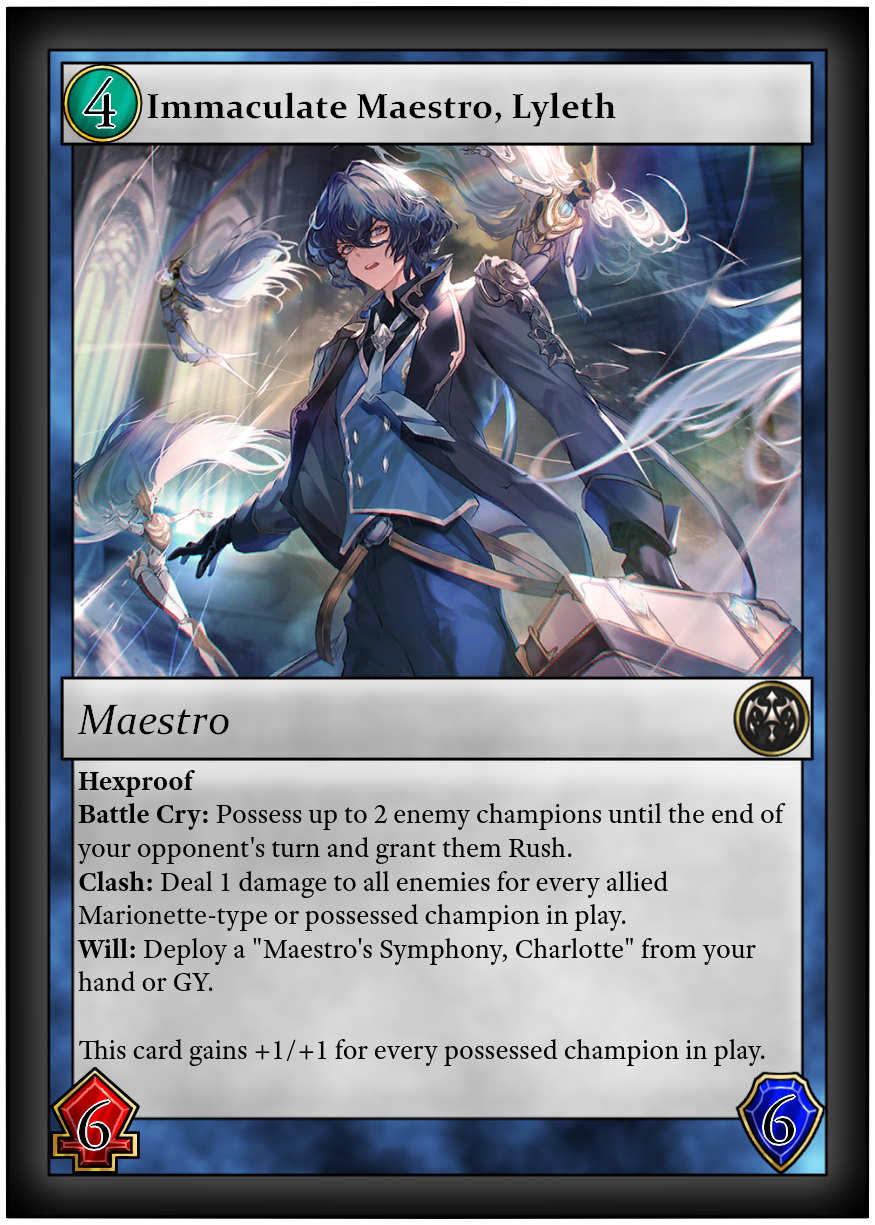 4 Immaculate Maestro, Lyleth
Maestro
Hexproof
Battle Cry: Possess up to 2 enemy champions until the end of
your opponent's turn and grant them Rush.
Clash: Deal 1 damage to all enemies for every allied
Marionette-type or possessed champion in play.
Will: Deploy a "Maestro's Symphony, Charlotte" from your
hand or GY.
This card gains +1/+1 for every possessed champion in play.
6 6